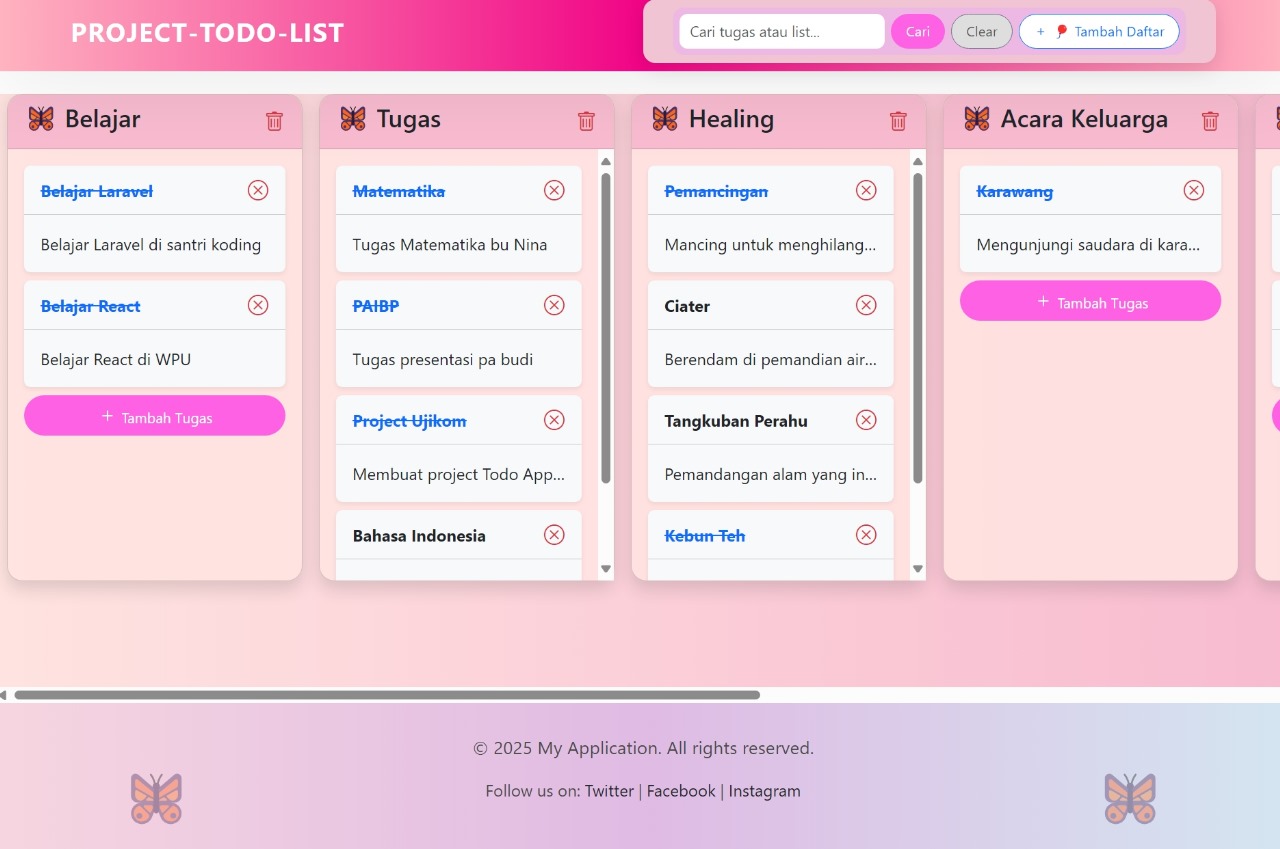 PROJECT-TODO-LIST
Cari tugas atau list...
Cari
Clear
+ Tambah Daftar
Belajar
Belajar Laravel
Belajar Laravel di santri koding
Belajar React
Belajar React di WPU
+ Tambah Tugas
Tugas
Matematika
Tugas Matematika bu Nina
PAIBP
Tugas presentasi pa budi
Project Ujikom
Membuat project Todo App...
Bahasa Indonesia
Healing
Pemancingan
Mancing untuk menghilang...
Ciater
Berendam di pemandian air...
Tangkuban Perahu
Pemandangan alam yang in...
Kebun Teh
Acara Keluarga
Karawang
Mengunjungi saudara di kara...
+ Tambah Tugas
© 2025 My Application. All rights reserved.
Follow us on: Twitter | Facebook | Instagram